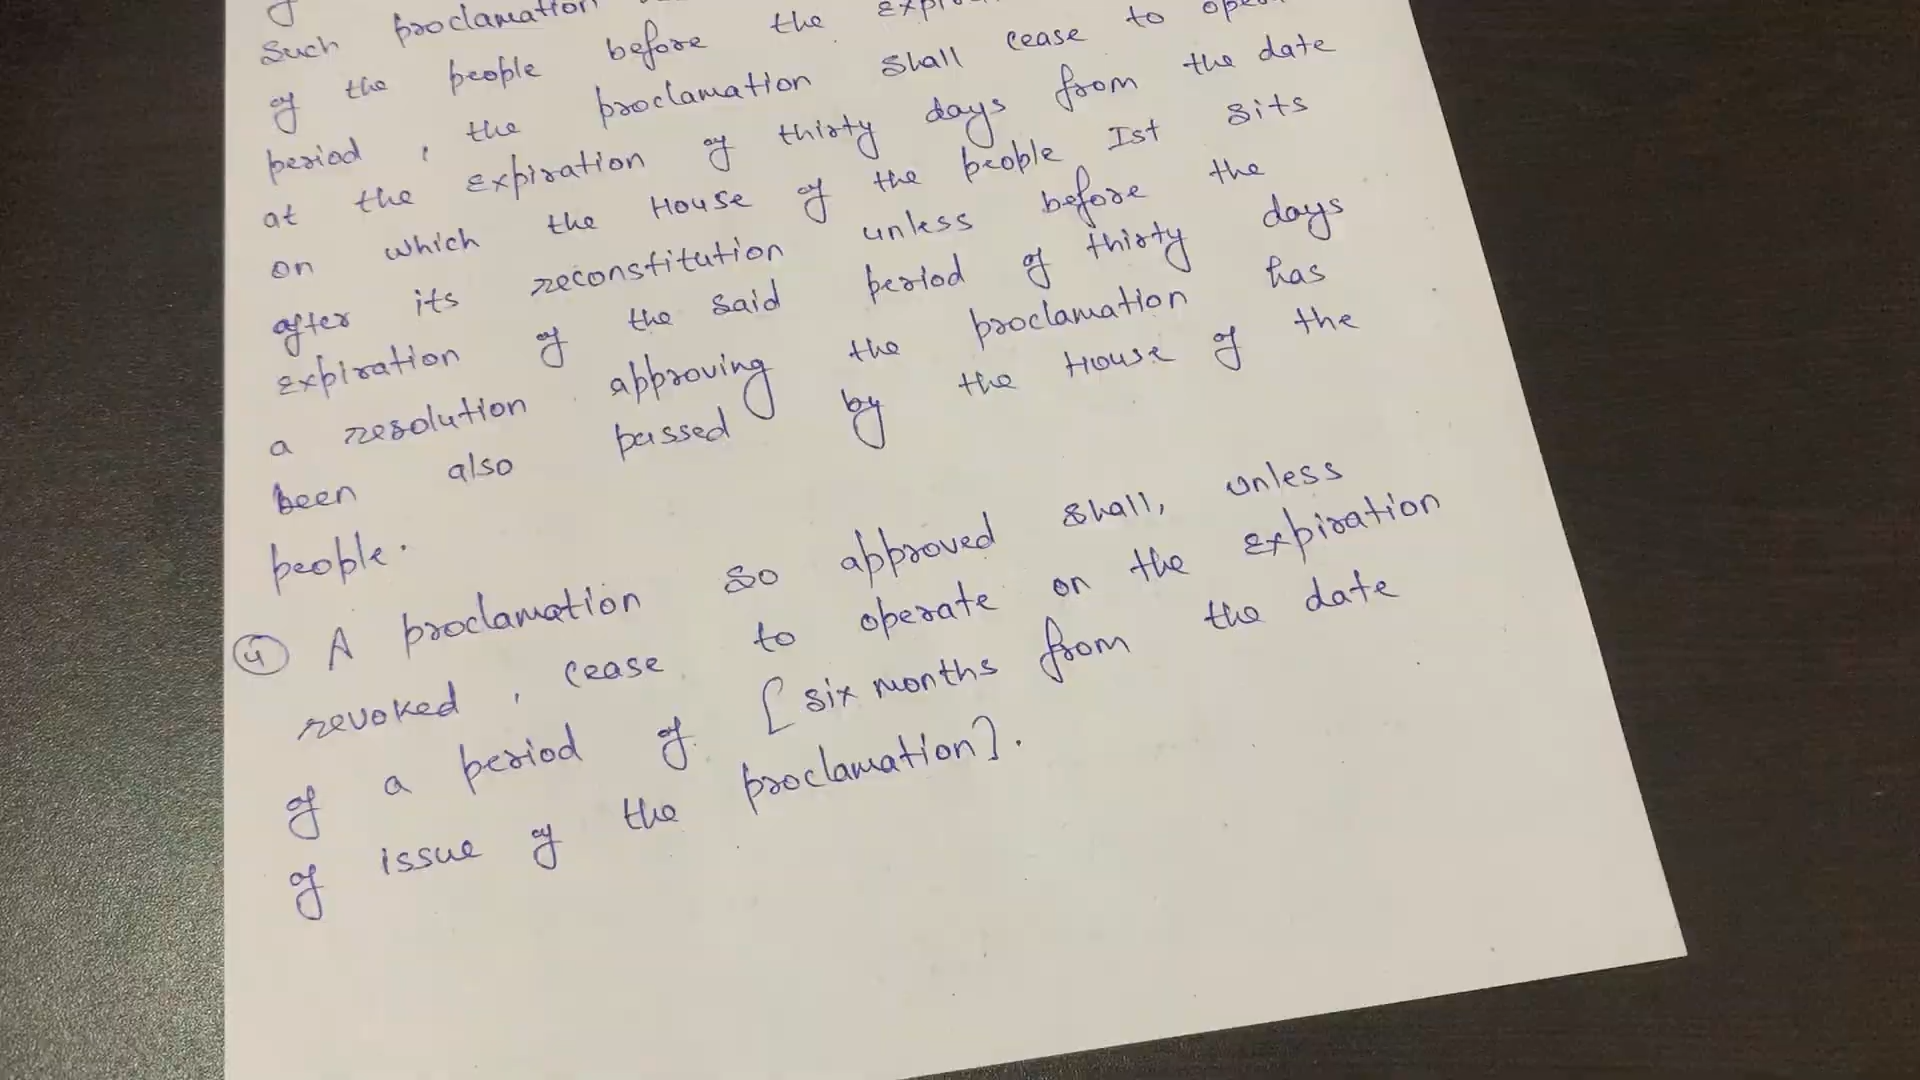 Such proclamation
of the people before the
period, the proclamation shall cease to
at the expiration of thirty days from the date
on which the House of the people Ist sits
after its reconstitution unless before the
expiration of the said period of thirty days
a resolution approving the proclamation has
been also passed by the House of the
people.
④ A proclamation so approved shall, unless
revoked, cease to operate on the expiration
of a period of [six months from the date
of issue of the proclamation].